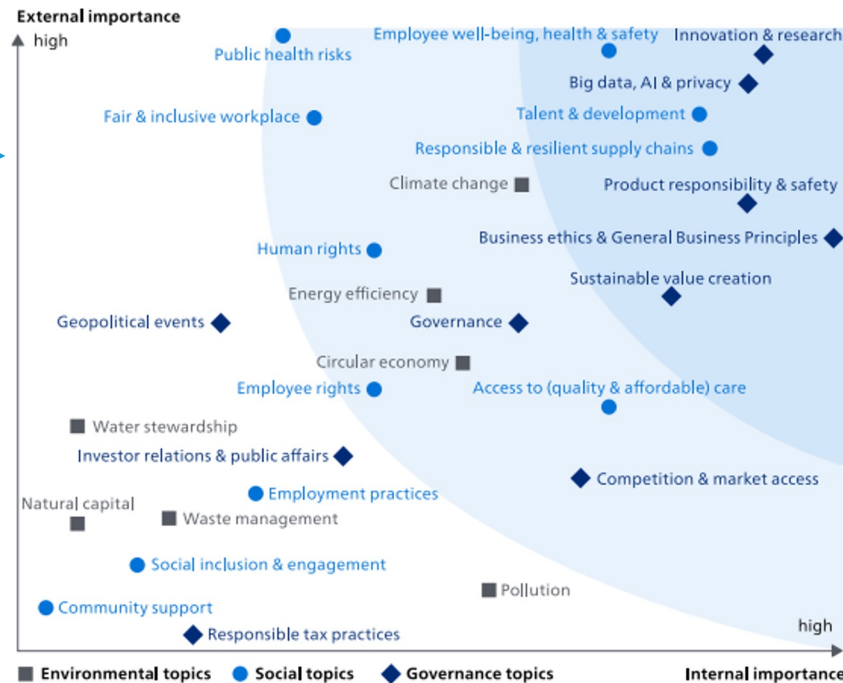 External importance
high
Employee well-being, health & safety
Innovation & research
Public health risks
Big data, AI & privacy
Fair & inclusive workplace
Talent & development
Responsible & resilient supply chains
Climate change
Product responsibility & safety
Business ethics & General Business Principles
Human rights
Sustainable value creation
Energy efficiency
Geopolitical events
Governance
Circular economy
Employee rights
Access to (quality & affordable) care
Water stewardship
Investor relations & public affairs
Competition & market access
Employment practices
Natural capital
Waste management
Social inclusion & engagement
Pollution
Community support
high
Responsible tax practices
Environmental topics
Social topics
Governance topics
Internal importance